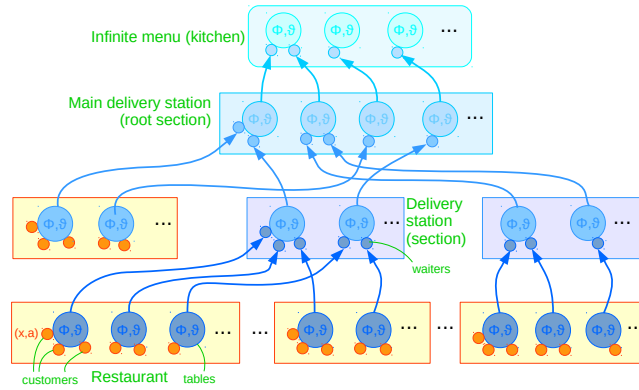 Infinite menu (kitchen)
Φ,ϑ Φ,ϑ Φ,ϑ ...
Main delivery station
(root section)
Φ,ϑ Φ,ϑ Φ,ϑ Φ,ϑ ...
Φ,ϑ Φ,ϑ ...
Φ,ϑ Φ,ϑ ...
Delivery
station
(section)
waiters
Φ,ϑ Φ,ϑ ...
(x,a)
Φ,ϑ Φ,ϑ Φ,ϑ ... ...
Φ,ϑ Φ,ϑ ... ...
Φ,ϑ Φ,ϑ Φ,ϑ
customers
Restaurant
tables